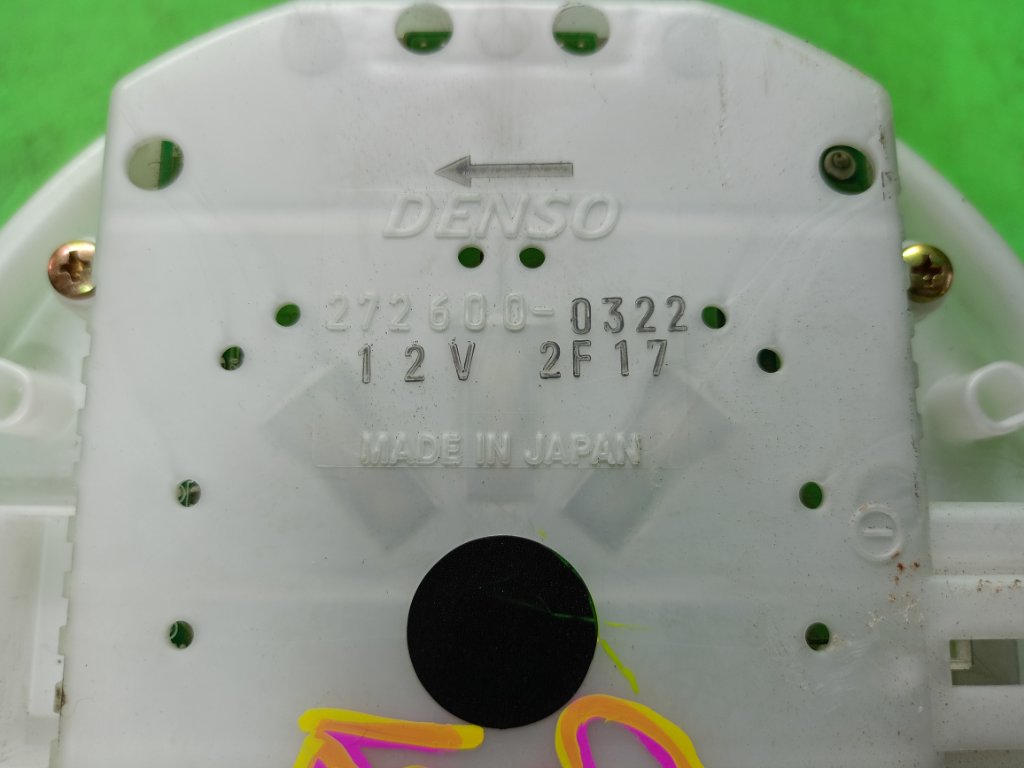 DENSO
272600-0322
12V 2F17
MADE IN JAPAN